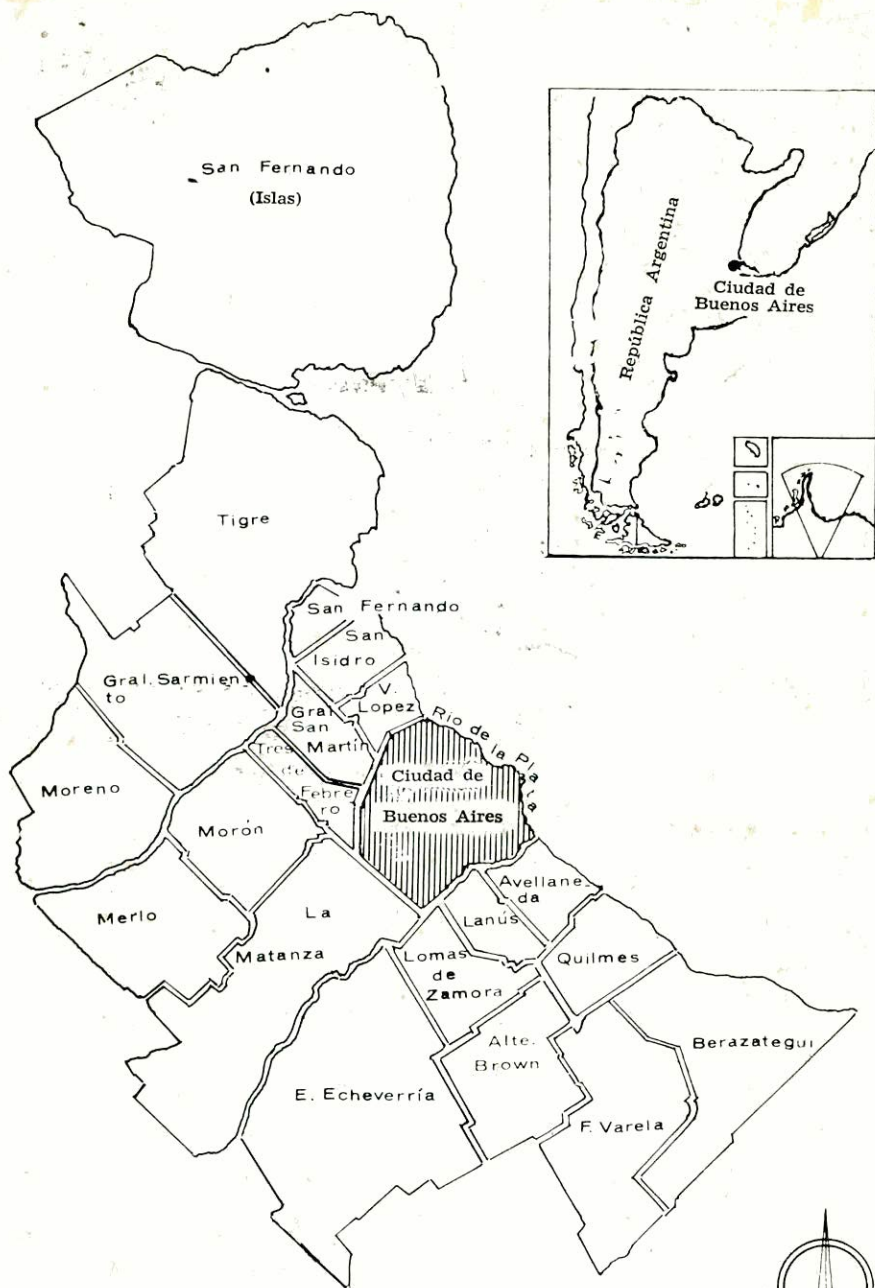 San Fernando
(Islas)
República Argentina
Ciudad de
Buenos Aires
Tigre
San Fernando
San
Isidro
Gral. Sarmien
to
V.
Lopez
Gral
San
Martín
Río de la Plata
Tres
de
Febre
ro
Ciudad de
Buenos Aires
Moreno
Morón
Avellane
da
Merlo
La
Matanza
Lanús
Lomas
de
Zamora
Quilmes
Alte.
Brown
Berazategui
E. Echeverría
F. Varela